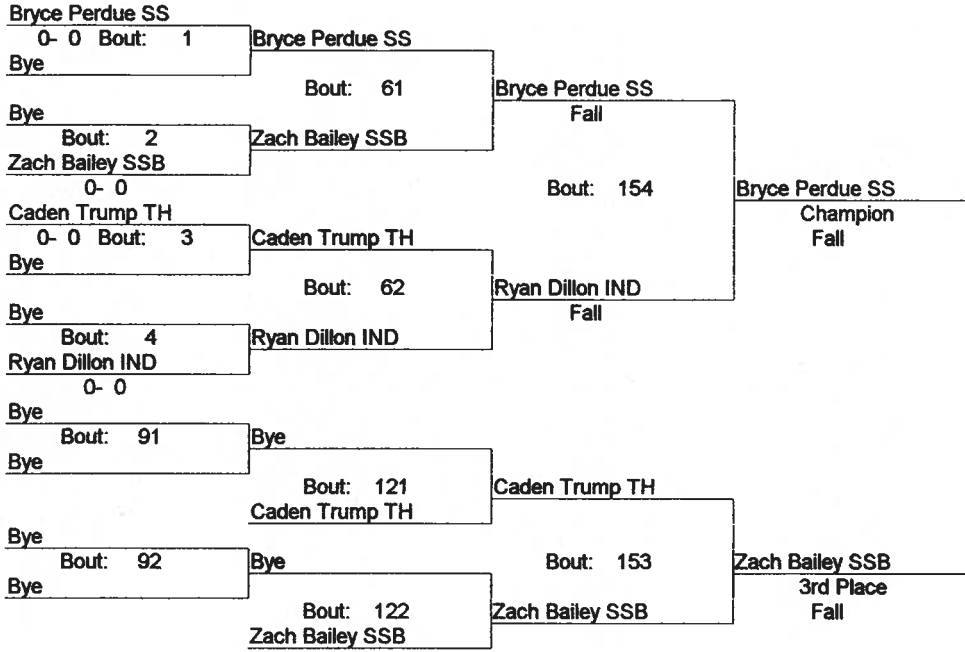 Bryce Perdue SS
0- 0 Bout: 1
Bryce Perdue SS
Bye
Bout: 61
Bryce Perdue SS
Fall
Bye
Bout: 2
Zach Bailey SSB
Zach Bailey SSB
0- 0
Bout: 154
Bryce Perdue SS
Champion
Fall
Caden Trump TH
0- 0 Bout: 3
Caden Trump TH
Bye
Bout: 62
Ryan Dillon IND
Fall
Bye
Bout: 4
Ryan Dillon IND
Ryan Dillon IND
0- 0
Bye
Bout: 91
Bye
Bye
Bout: 121
Caden Trump TH
Caden Trump TH
Bye
Bout: 92
Bye
Bye
Bout: 153
Zach Bailey SSB
3rd Place
Fall
Bout: 122
Zach Bailey SSB
Zach Bailey SSB